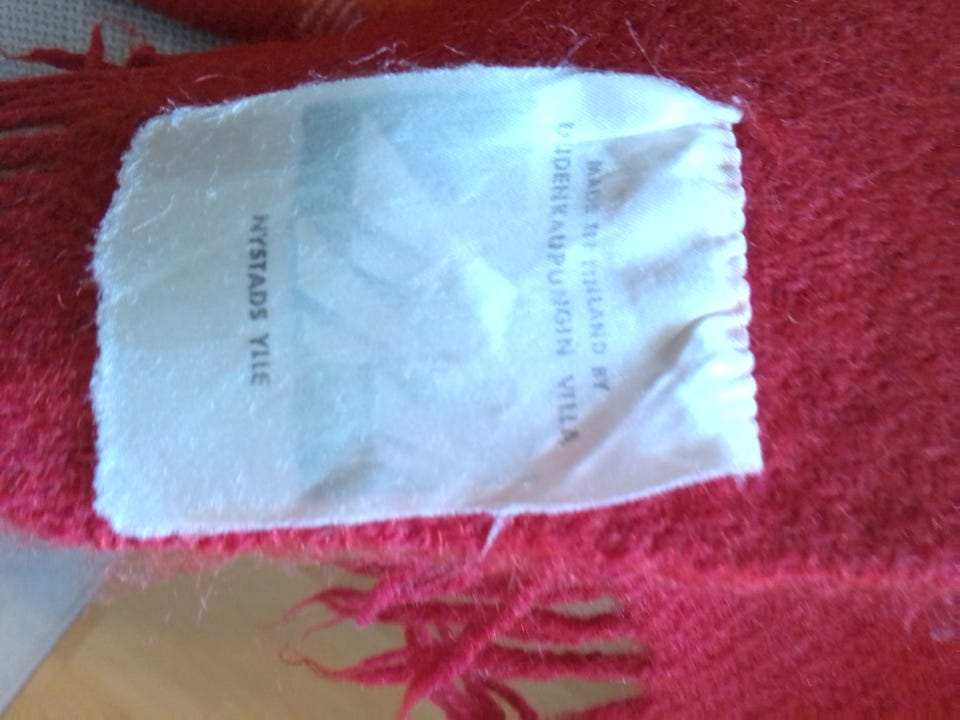 MADE IN FINLAND BY
UUDENKAUPUNGIN VILLA
NYSTADS YLLE